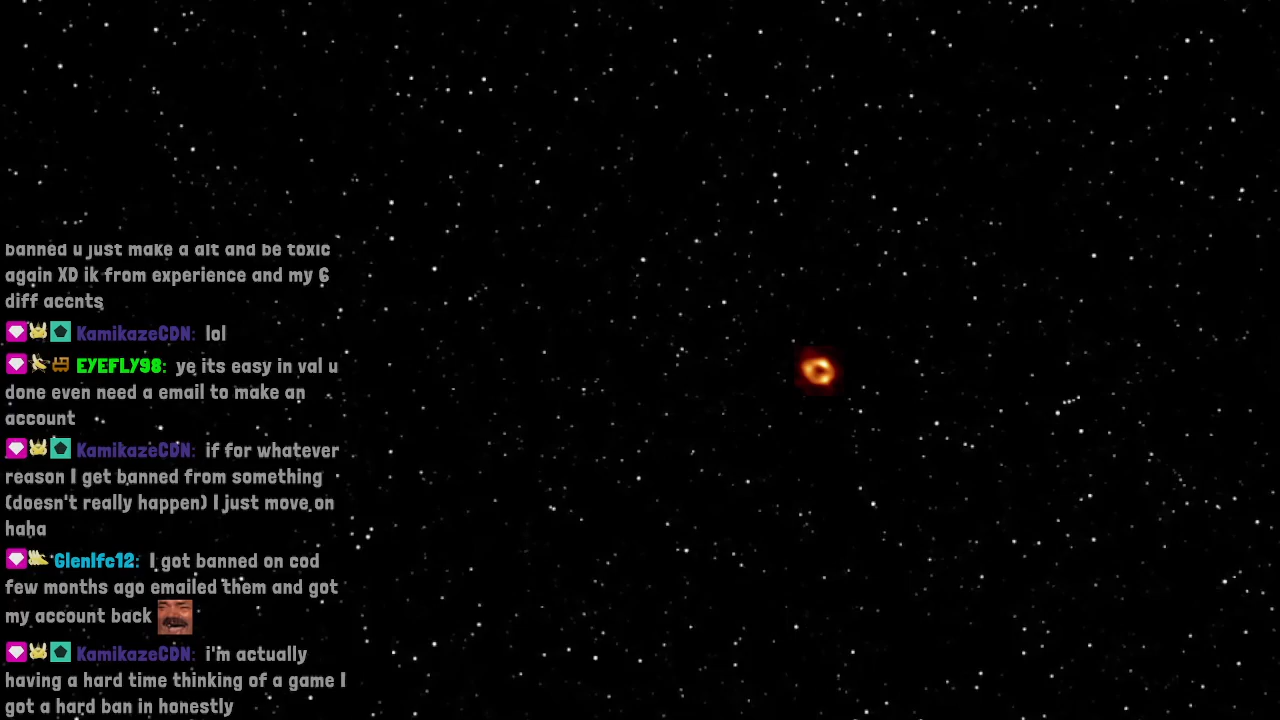 banned u just make a alt and be toxic
again XD ik from experience and my 6
diff accnts
KamikazeCDN: lol
EYEFLY98: ye its easy in val u
done even need a email to make an
account
KamikazeCDN: if for whatever
reason I get banned from something
(doesn't really happen) I just move on
haha
Glenlfc12: I got banned on cod
few months ago emailed them and got
my account back
KamikazeCDN: i'm actually
having a hard time thinking of a game I
got a hard ban in honestly